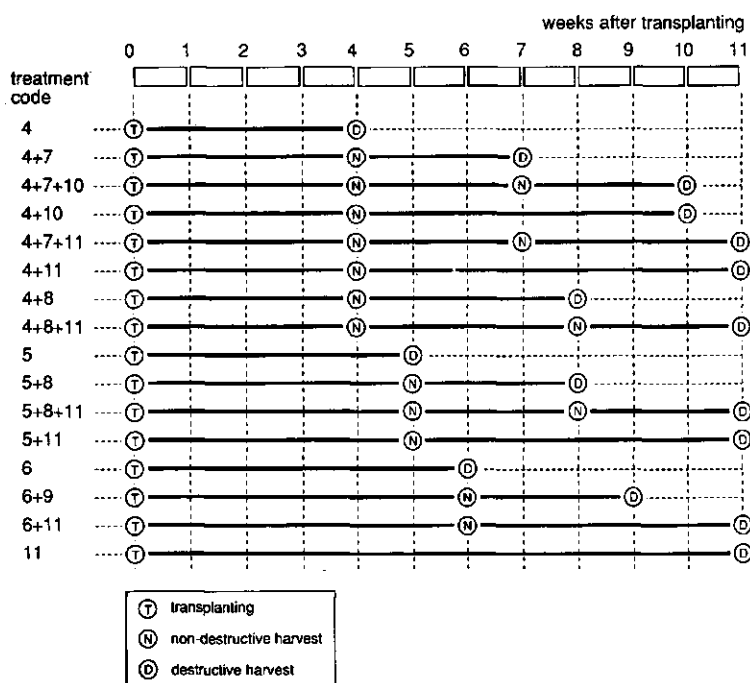 weeks after transplanting
0 1 2 3 4 5 6 7 8 9 10 11
treatment
code
4 T D
4+7 T N D
4+7+10 T N N D
4+10 T N D
4+7+11 T N N D
4+11 T N D
4+8 T N D
4+8+11 T N N D
5 T D
5+8 T N D
5+8+11 T N N D
5+11 T N D
6 T D
6+9 T N D
6+11 T N D
11 T D
T transplanting
N non-destructive harvest
D destructive harvest